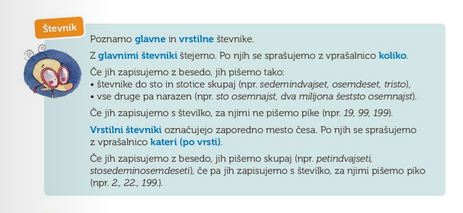 Števnik
Poznamo glavne in vrstilne števnike.
Z glavnimi števniki štejemo. Po njih se sprašujemo z vprašalnico koliko.
Če jih zapisujemo z besedo, jih pišemo tako:
• števnike do sto in stotice skupaj (npr. sedemindvajset, osemdeset, tristo),
• vse druge pa narazen (npr. sto osemnajst, dva milijona šeststo osemnajst).
Če jih zapisujemo s številko, za njimi ne pišemo pike (npr. 19, 99, 199).
Vrstilni števniki označujejo zaporedno mesto česa. Po njih se sprašujemo
z vprašalnico kateri (po vrsti).
Če jih zapisujemo z besedo, jih pišemo skupaj (npr. petindvajseti,
stosedeminosemdeseti), če pa jih zapisujemo s številko, za njimi pišemo piko
(npr. 2., 22., 199.).